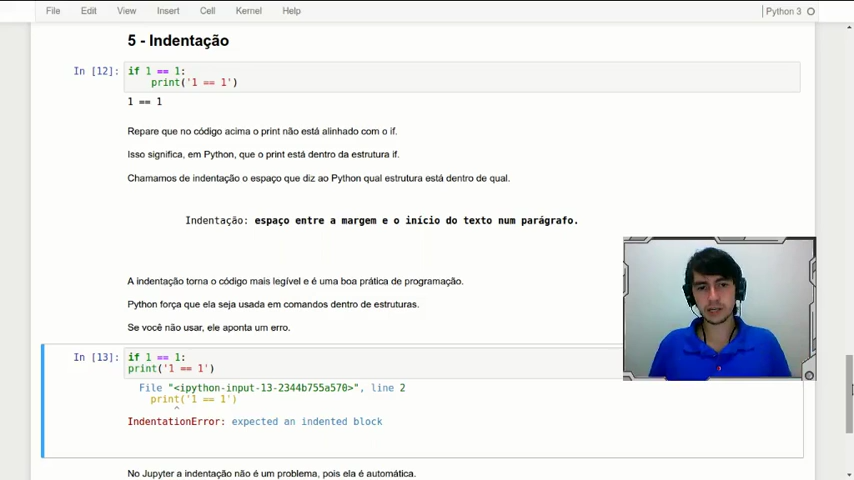 File Edit View Insert Cell Kernel Help Python 3
5 - Indentação
In [12]: if 1 == 1:
print('1 == 1')
1 == 1
Repare que no código acima o print não está alinhado com o if.
Isso significa, em Python, que o print está dentro da estrutura if.
Chamamos de indentação o espaço que diz ao Python qual estrutura está dentro de qual.
Indentação: espaço entre a margem e o início do texto num parágrafo.
A indentação torna o código mais legível e é uma boa prática de programação.
Python força que ela seja usada em comandos dentro de estruturas.
Se você não usar, ele aponta um erro.
In [13]: if 1 == 1:
print('1 == 1')
File "<ipython-input-13-2344b755a570>", line 2
print('1 == 1')
^
IndentationError: expected an indented block
No Jupyter a indentação não é um problema, pois ela é automática.